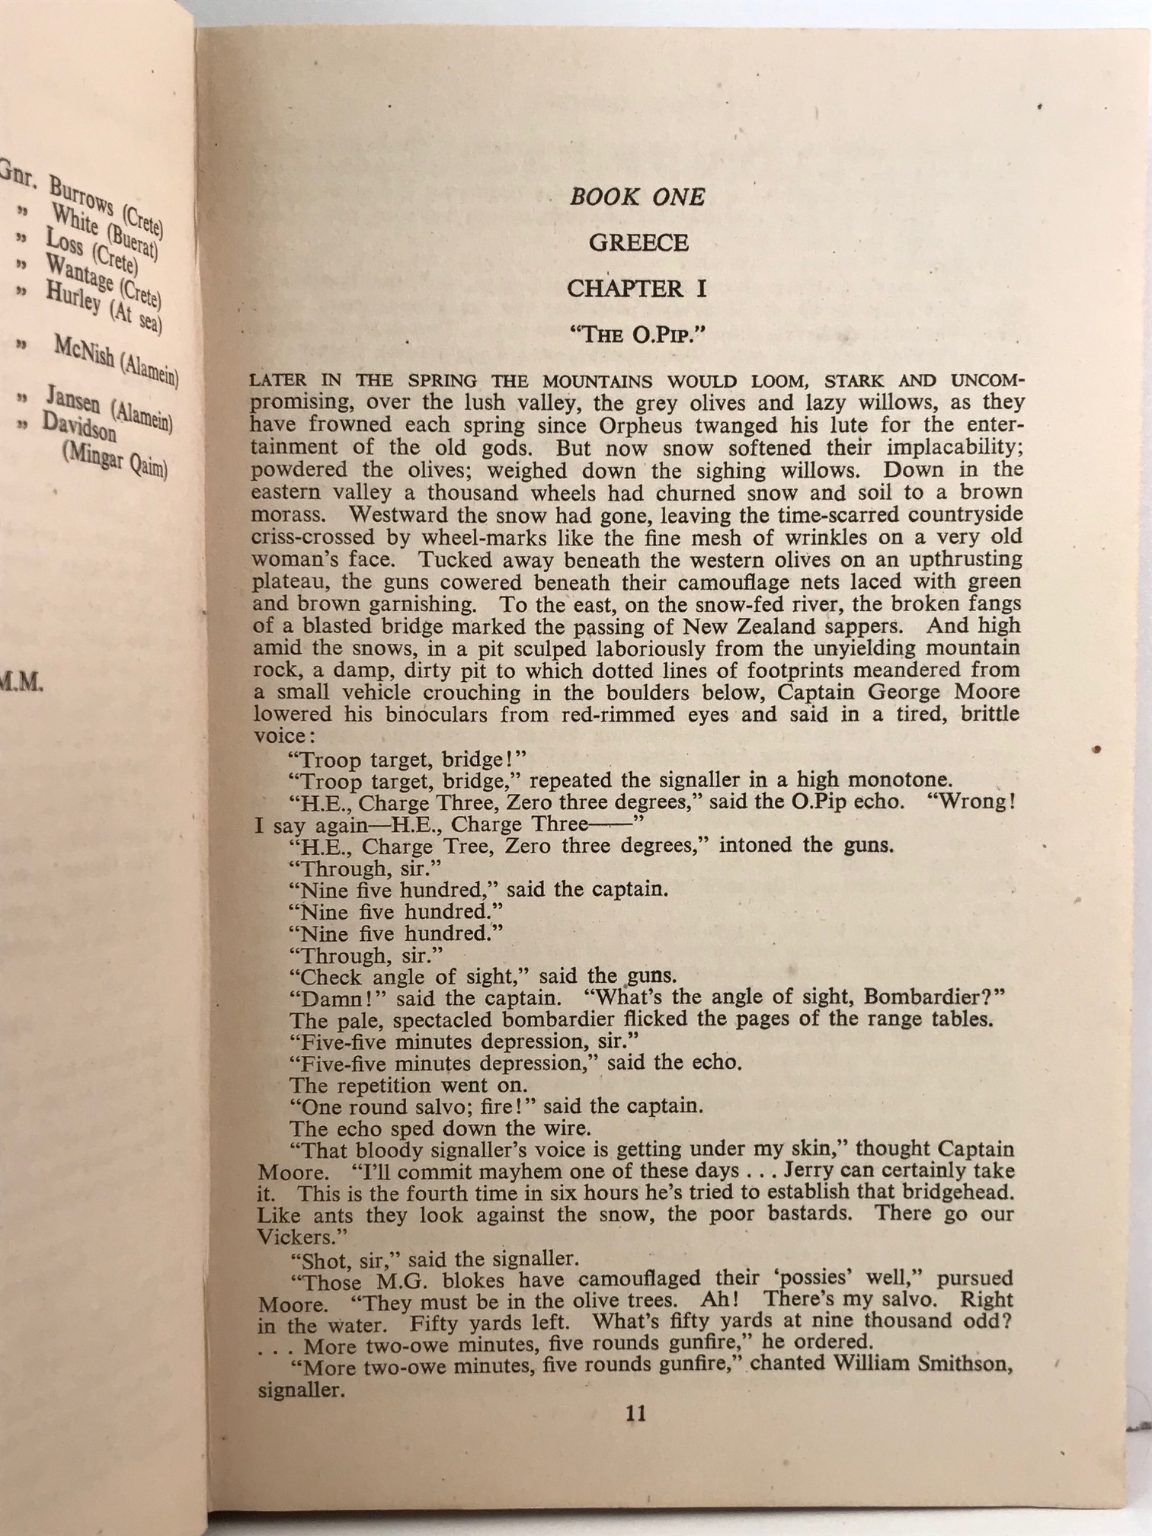 Gnr. Burrows (Crete)
” White (Buerat)
” Loss (Crete)
” Wantage (Crete)
” Hurley (At sea)
” McNish (Alamein)
” Jansen (Alamein)
” Davidson
(Mingar Qaim)
M.M.
BOOK ONE
GREECE
CHAPTER I
“THE O.PIP.”
LATER IN THE SPRING THE MOUNTAINS WOULD LOOM, STARK AND UNCOM-
promising, over the lush valley, the grey olives and lazy willows, as they
have frowned each spring since Orpheus twanged his lute for the enter-
tainment of the old gods. But now snow softened their implacability;
powdered the olives; weighed down the sighing willows. Down in the
eastern valley a thousand wheels had churned snow and soil to a brown
morass. Westward the snow had gone, leaving the time-scarred countryside
criss-crossed by wheel-marks like the fine mesh of wrinkles on a very old
woman’s face. Tucked away beneath the western olives on an upthrusting
plateau, the guns cowered beneath their camouflage nets laced with green
and brown garnishing. To the east, on the snow-fed river, the broken fangs
of a blasted bridge marked the passing of New Zealand sappers. And high
amid the snows, in a pit sculped laboriously from the unyielding mountain
rock, a damp, dirty pit to which dotted lines of footprints meandered from
a small vehicle crouching in the boulders below, Captain George Moore
lowered his binoculars from red-rimmed eyes and said in a tired, brittle
voice:
“Troop target, bridge!”
“Troop target, bridge,” repeated the signaller in a high monotone.
“H.E., Charge Three, Zero three degrees,” said the O.Pip echo. “Wrong!
I say again—H.E., Charge Three——”
“H.E., Charge Tree, Zero three degrees,” intoned the guns.
“Through, sir.”
“Nine five hundred,” said the captain.
“Nine five hundred.”
“Nine five hundred.”
“Through, sir.”
“Check angle of sight,” said the guns.
“Damn!” said the captain. “What’s the angle of sight, Bombardier?”
The pale, spectacled bombardier flicked the pages of the range tables.
“Five-five minutes depression, sir.”
“Five-five minutes depression,” said the echo.
The repetition went on.
“One round salvo; fire!” said the captain.
The echo sped down the wire.
“That bloody signaller’s voice is getting under my skin,” thought Captain
Moore. “I’ll commit mayhem one of these days . . . Jerry can certainly take
it. This is the fourth time in six hours he’s tried to establish that bridgehead.
Like ants they look against the snow, the poor bastards. There go our
Vickers.”
“Shot, sir,” said the signaller.
“Those M.G. blokes have camouflaged their ‘possies’ well,” pursued
Moore. “They must be in the olive trees. Ah! There’s my salvo. Right
in the water. Fifty yards left. What’s fifty yards at nine thousand odd?
. . . More two-owe minutes, five rounds gunfire,” he ordered.
“More two-owe minutes, five rounds gunfire,” chanted William Smithson,
signaller.
11